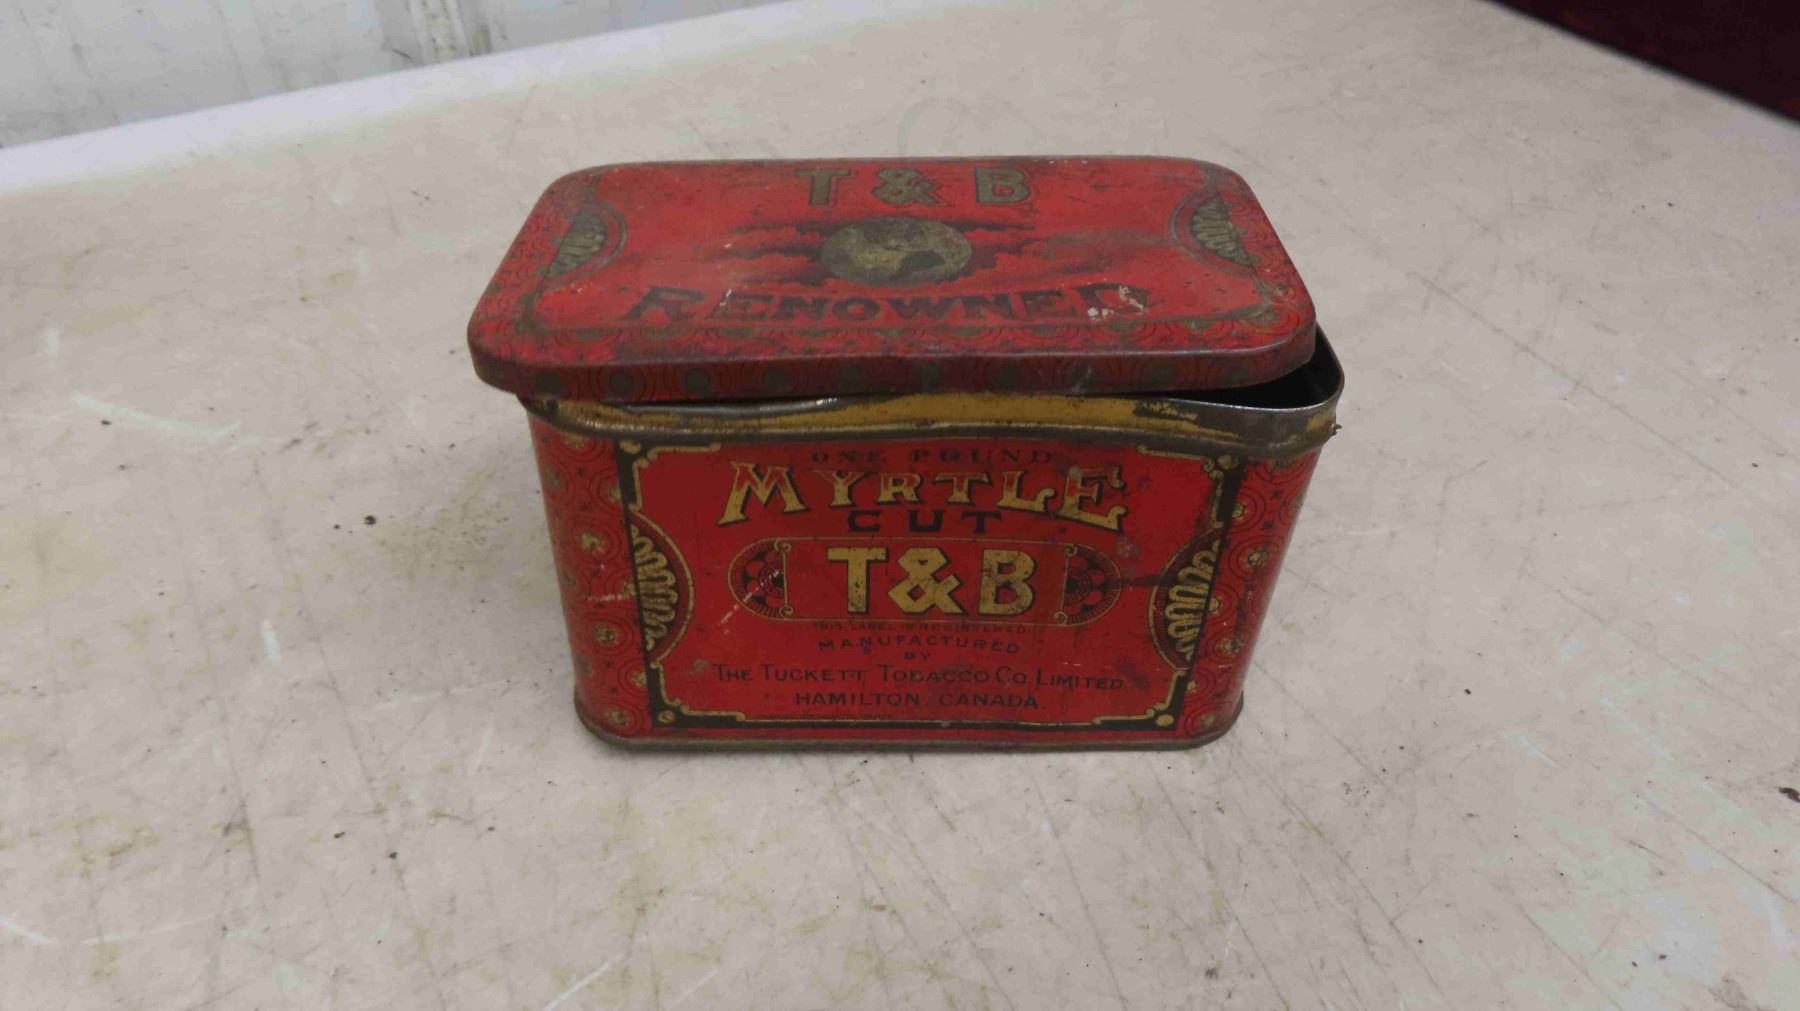 T & B
RENOWNED
ONE POUND
MYRTLE
CUT
T&B
THIS LABEL IS REGISTERED
MANUFACTURED
BY
THE TUCKETT TOBACCO CO. LIMITED.
HAMILTON, CANADA.